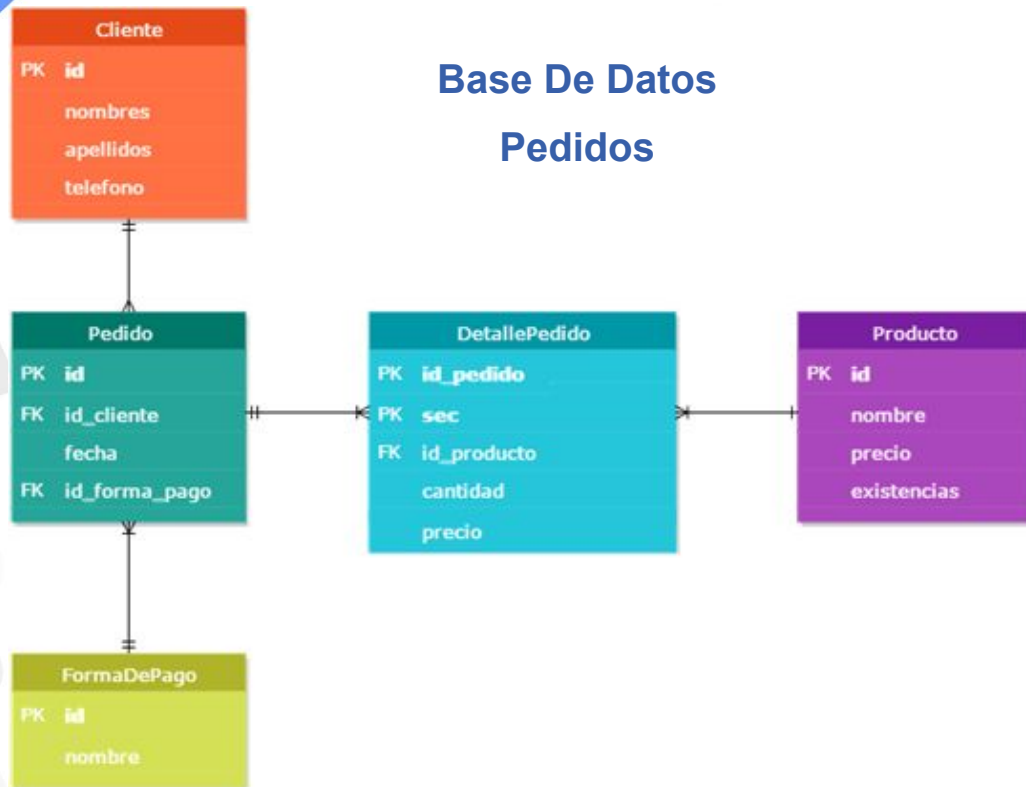 Cliente
PK id
nombres
apellidos
telefono
Base De Datos
Pedidos
Pedido
PK id
FK id_cliente
fecha
FK id_forma_pago
DetallePedido
PK id_pedido
PK sec
FK id_producto
cantidad
precio
Producto
PK id
nombre
precio
existencias
FormaDePago
PK id
nombre